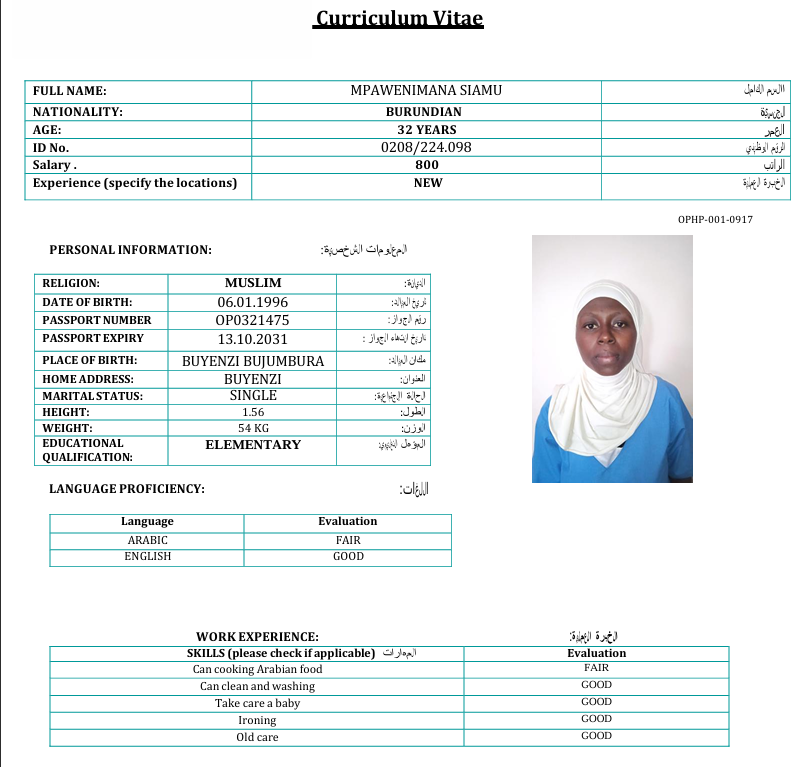 Curriculum Vitae
FULL NAME: MPAWENIMANA SIAMU االسم الكامل
NATIONALITY: BURUNDIAN الجنسية
AGE: 32 YEARS العمر
ID No. 0208/224.098 الرقم الوظيفي
Salary . 800 الراتب
Experience (specify the locations) NEW الخبرة العملية
OPHP-001-0917
PERSONAL INFORMATION: المعلومات الشخصية:
RELIGION: MUSLIM الديانة:
DATE OF BIRTH: 06.01.1996 تاريخ الميالد:
PASSPORT NUMBER OP0321475 رقم الجواز:
PASSPORT EXPIRY 13.10.2031 تاريخ انتهاء الجواز :
PLACE OF BIRTH: BUYENZI BUJUMBURA مكان الميالد:
HOME ADDRESS: BUYENZI العنوان:
MARITAL STATUS: SINGLE الحالة
HEIGHT: 1.56 الطول:
WEIGHT: 54 KG الوزن:
EDUCATIONAL ELEMENTARY المؤهل
QUALIFICATION:
LANGUAGE PROFICIENCY: اللغات:
Language Evaluation
ARABIC FAIR
ENGLISH GOOD
WORK EXPERIENCE: الخبرة العملية:
SKILLS (please check if applicable) المهارات Evaluation
Can cooking Arabian food FAIR
Can clean and washing GOOD
Take care a baby GOOD
Ironing GOOD
Old care GOOD